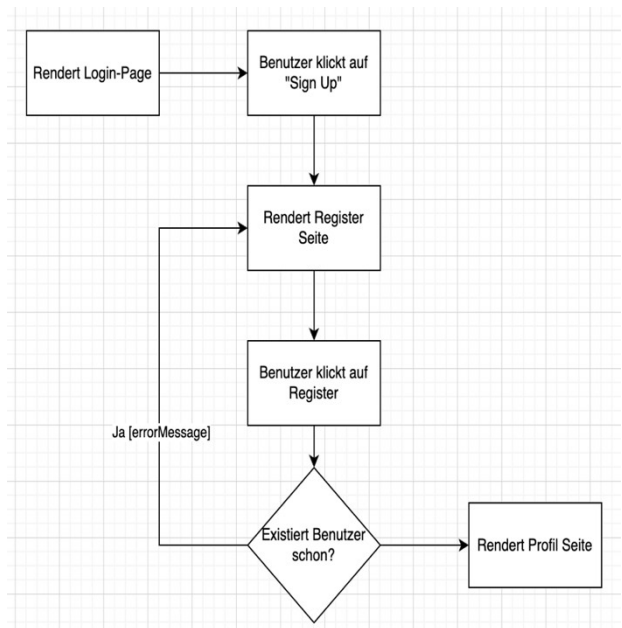 Rendert Login-Page
Benutzer klickt auf
"Sign Up"
Rendert Register
Seite
Benutzer klickt auf
Register
Ja [errorMessage]
Existiert Benutzer
schon?
Rendert Profil Seite